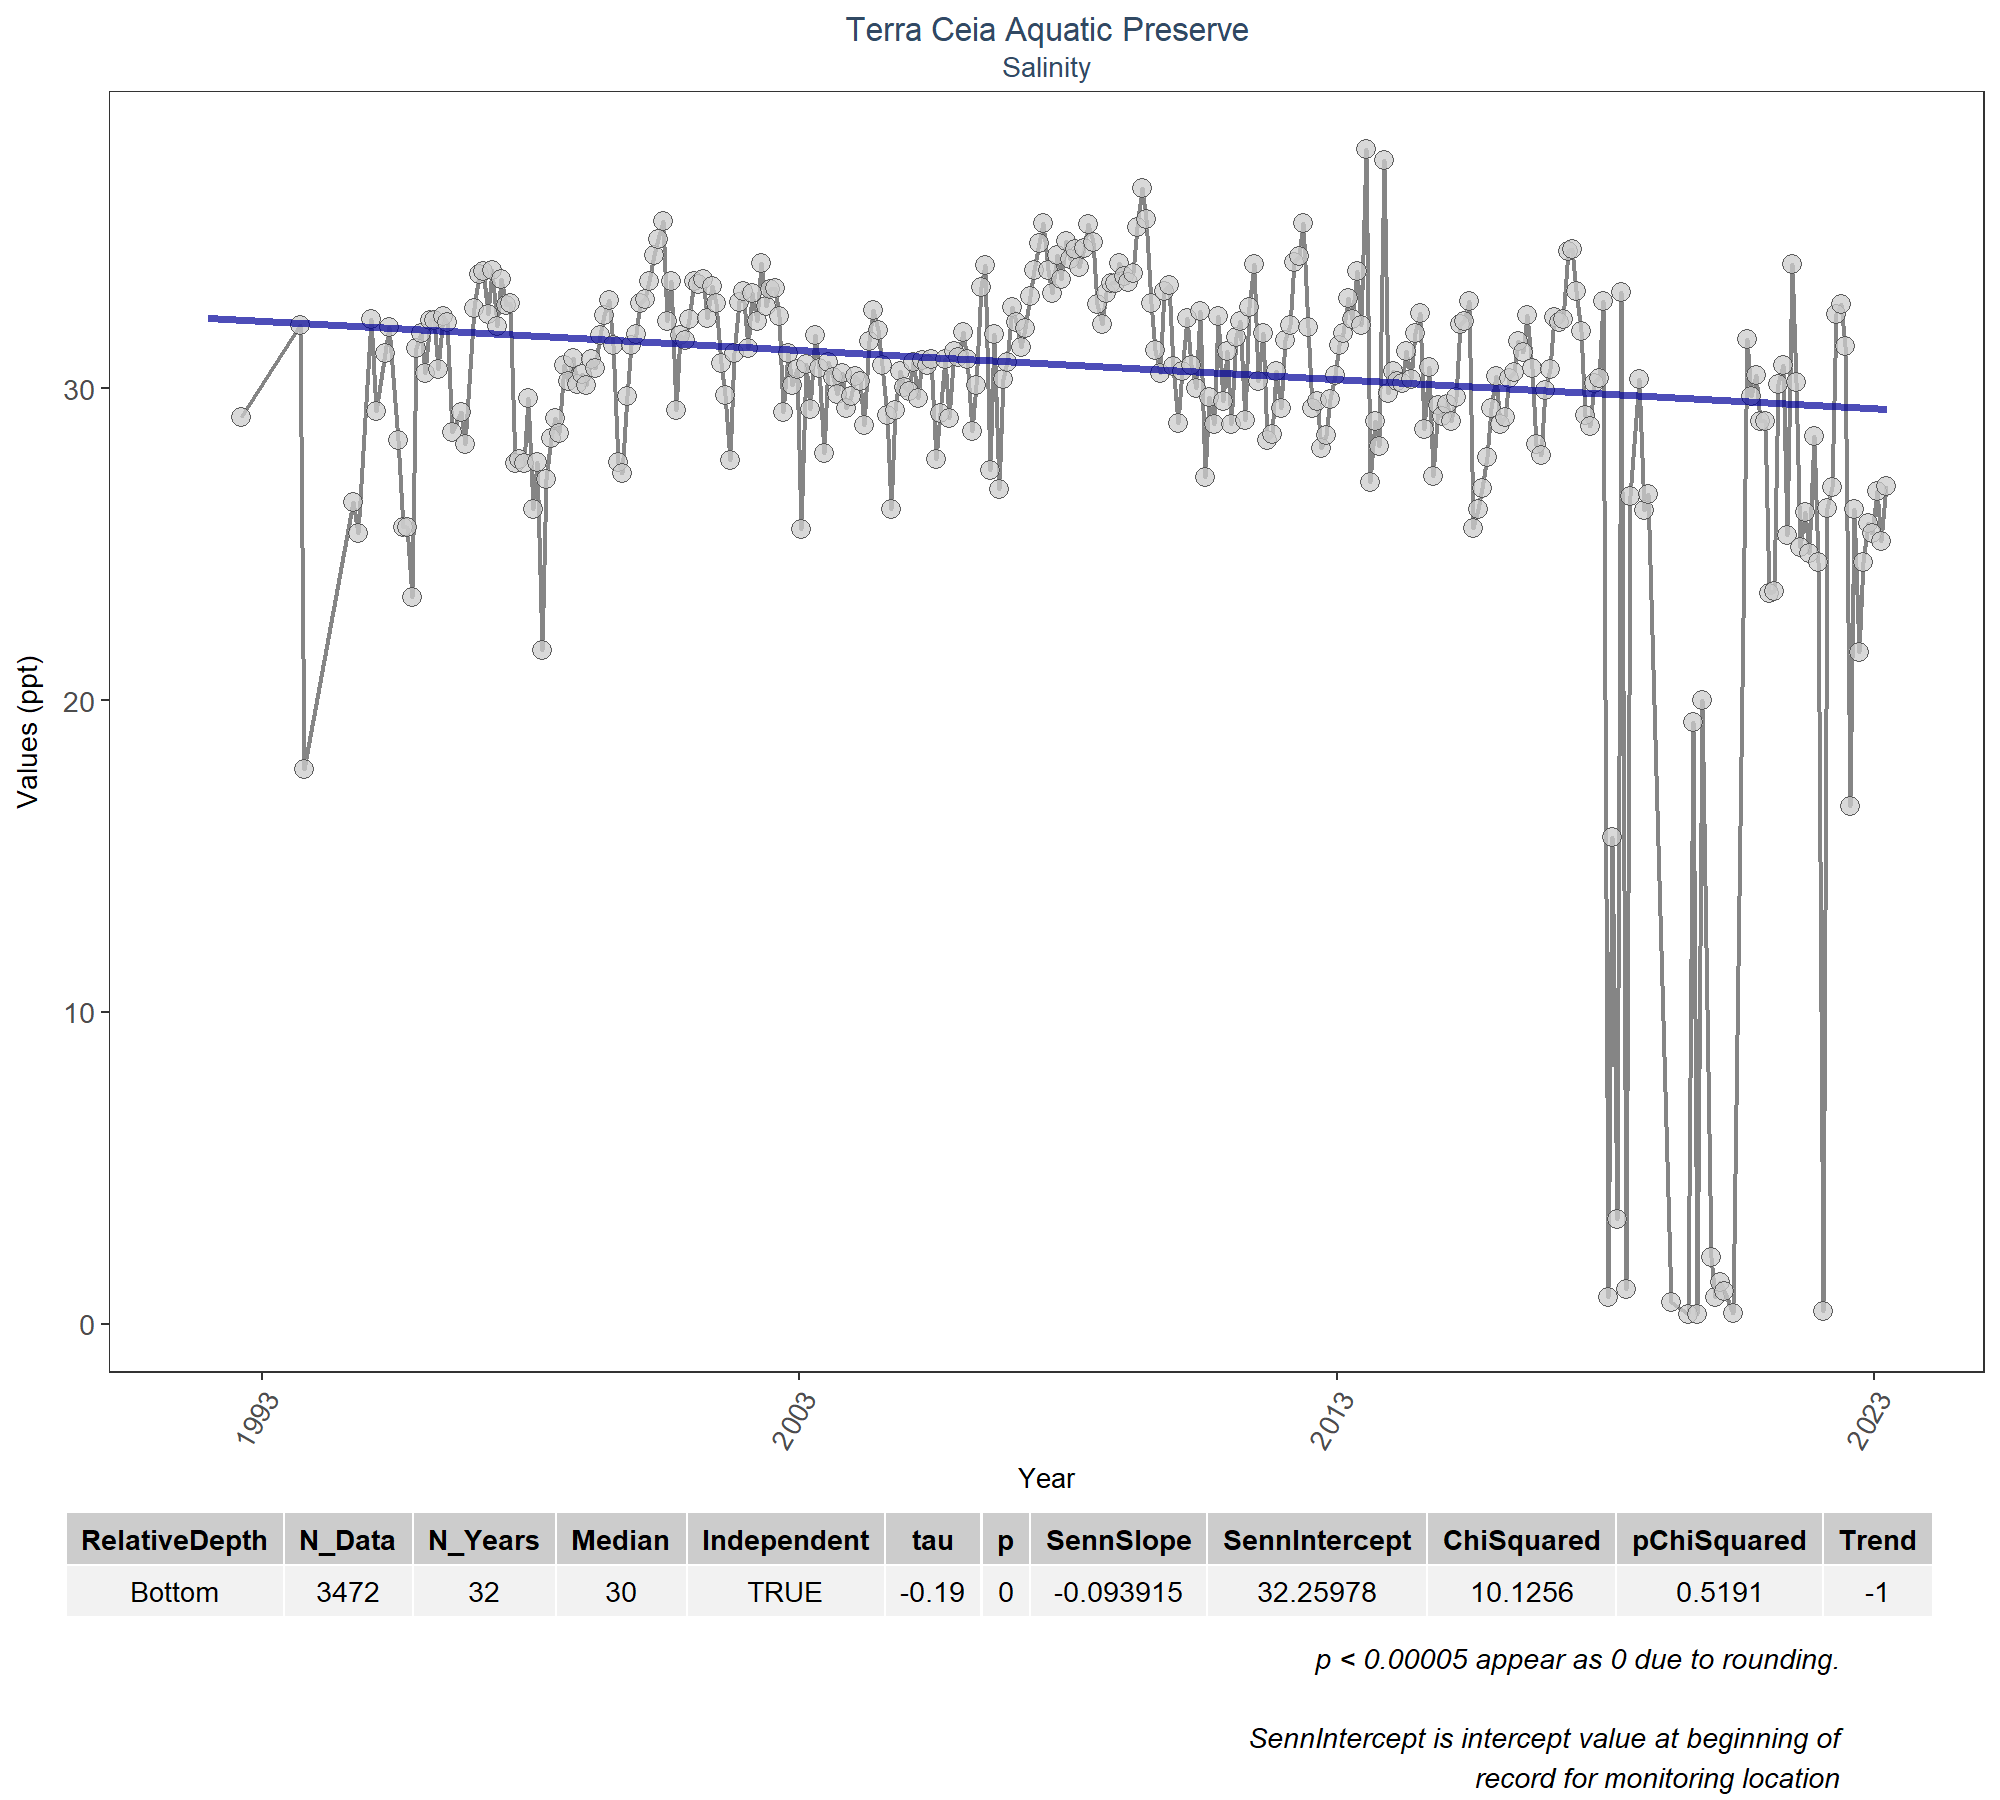 Terra Ceia Aquatic Preserve
Salinity
Values (ppt)
30
20
10
0
1993 2003 2013 2023
Year
RelativeDepth N_Data N_Years Median Independent tau p SennSlope SennIntercept ChiSquared pChiSquared Trend
Bottom 3472 32 30 TRUE -0.19 0 -0.093915 32.25978 10.1256 0.5191 -1
p < 0.00005 appear as 0 due to rounding.
SennIntercept is intercept value at beginning of
record for monitoring location